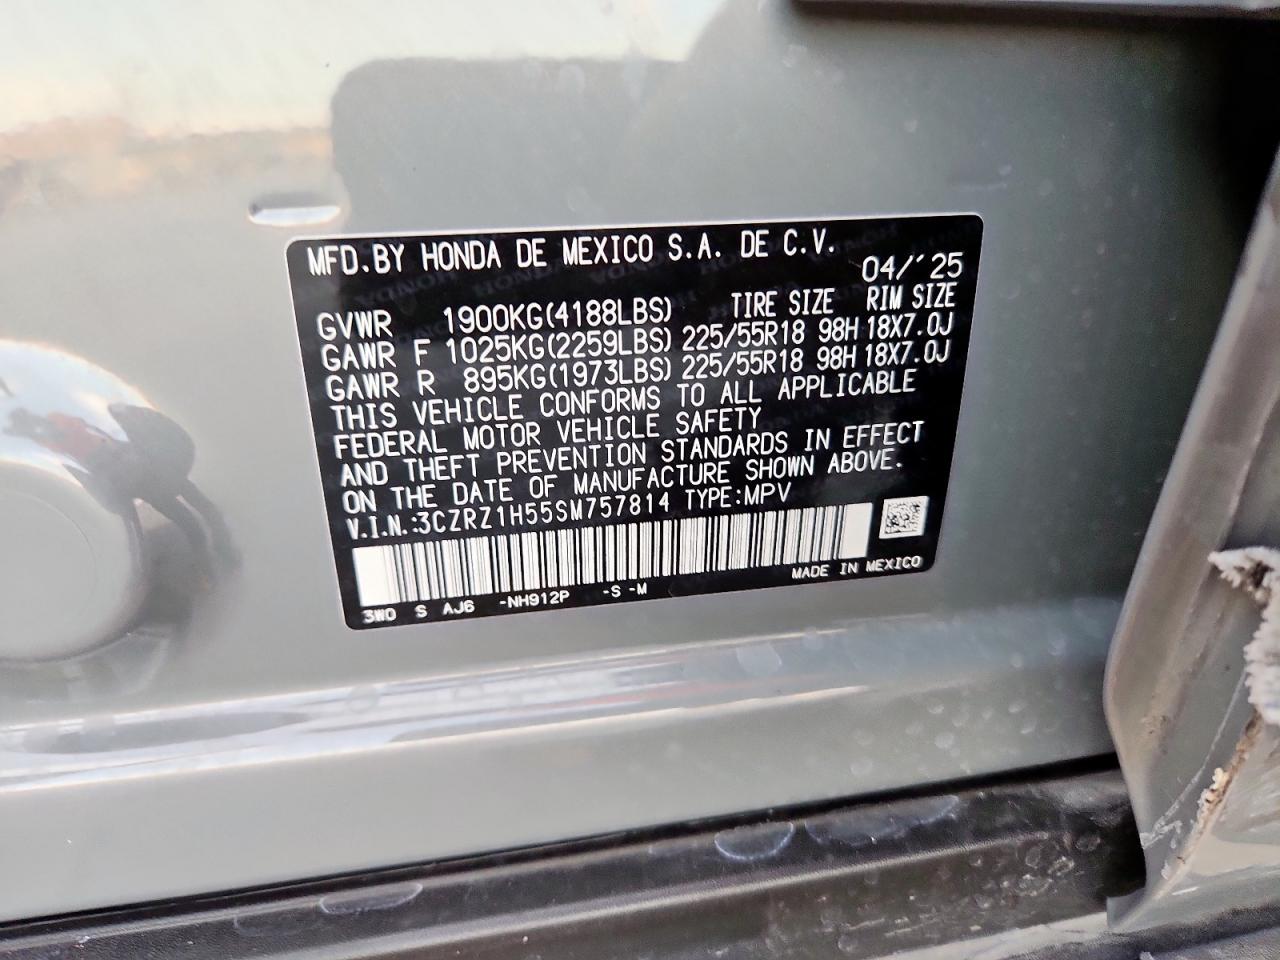 MFD.BY HONDA DE MEXICO S.A. DE C.V.
04/'25
GVWR 1900KG(4188LBS) TIRE SIZE RIM SIZE
GAWR F 1025KG(2259LBS) 225/55R18 98H 18X7.0J
GAWR R 895KG(1973LBS) 225/55R18 98H 18X7.0J
THIS VEHICLE CONFORMS TO ALL APPLICABLE
FEDERAL MOTOR VEHICLE SAFETY
AND THEFT PREVENTION STANDARDS IN EFFECT
ON THE DATE OF MANUFACTURE SHOWN ABOVE.
V.I.N.:3CZRZ1H55SM757814 TYPE:MPV
3W0 S AJ6 -NH912P -S -M MADE IN MEXICO